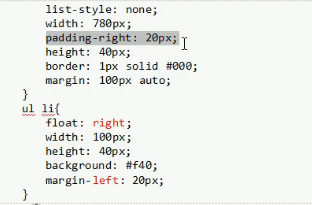 list-style: none;
width: 780px;
padding-right: 20px;
height: 40px;
border: 1px solid #000;
margin: 100px auto;
}
ul li{
float: right;
width: 100px;
height: 40px;
background: #f40;
margin-left: 20px;
}